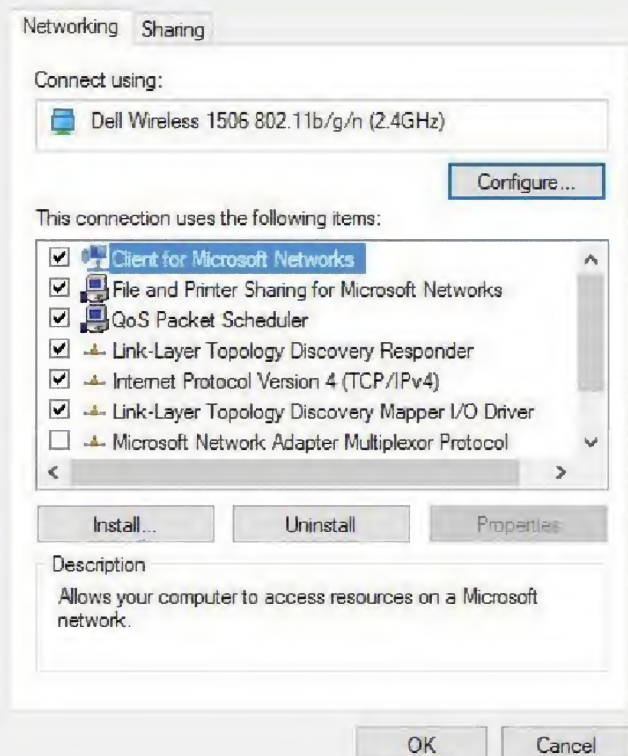 Networking Sharing
Connect using:
Dell Wireless 1506 802.11b/g/n (2.4GHz)
Configure...
This connection uses the following items:
Client for Microsoft Networks
File and Printer Sharing for Microsoft Networks
QoS Packet Scheduler
Link-Layer Topology Discovery Responder
Internet Protocol Version 4 (TCP/IPv4)
Link-Layer Topology Discovery Mapper I/O Driver
Microsoft Network Adapter Multiplexor Protocol
Install... Uninstall Properties
Description
Allows your computer to access resources on a Microsoft
network.
OK Cancel